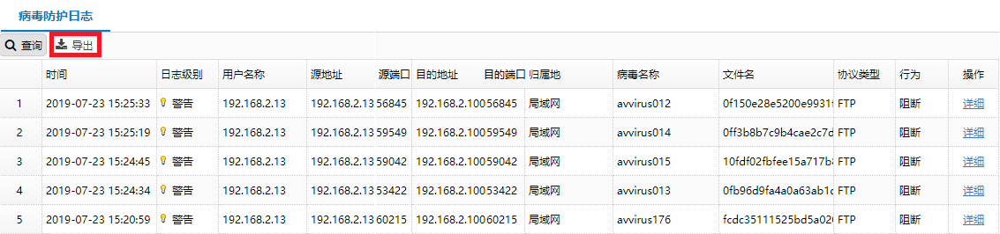 病毒防护日志
查询 导出
时间 日志级别 用户名称 源地址 源端口 目的地址 目的端口 归属地 病毒名称 文件名 协议类型 行为 操作
1 2019-07-23 15:25:33 警告 192.168.2.13 192.168.2.13 56845 192.168.2.100 56845 局域网 avvirus012 0f150e28e5200e9931f FTP 阻断 详细
2 2019-07-23 15:25:19 警告 192.168.2.13 192.168.2.13 59549 192.168.2.100 59549 局域网 avvirus014 0ff3b8b7c9b4cae2c7d FTP 阻断 详细
3 2019-07-23 15:24:45 警告 192.168.2.13 192.168.2.13 59042 192.168.2.100 59042 局域网 avvirus015 10fdf02fbfee15a717b8 FTP 阻断 详细
4 2019-07-23 15:24:34 警告 192.168.2.13 192.168.2.13 53422 192.168.2.100 53422 局域网 avvirus013 0fb96d9fa4a0a63ab1c FTP 阻断 详细
5 2019-07-23 15:20:59 警告 192.168.2.13 192.168.2.13 60215 192.168.2.100 60215 局域网 avvirus176 fcdc35111525bd5a020 FTP 阻断 详细